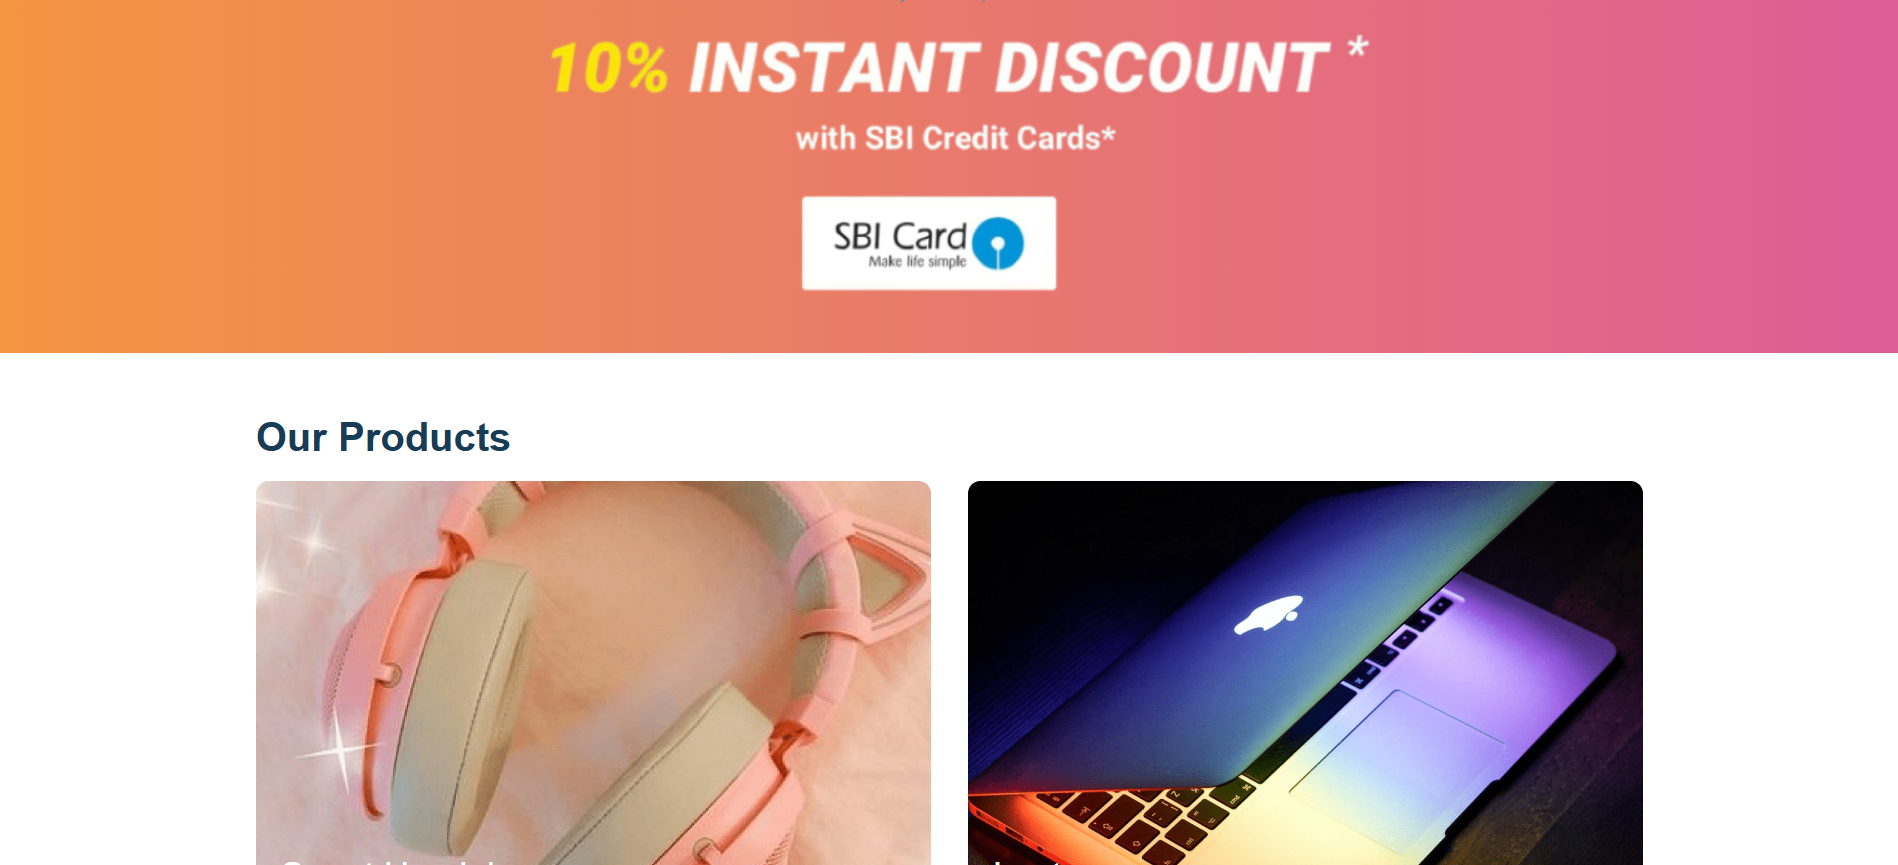 10% INSTANT DISCOUNT *
with SBI Credit Cards*
SBI Card
Make life simple
Our Products